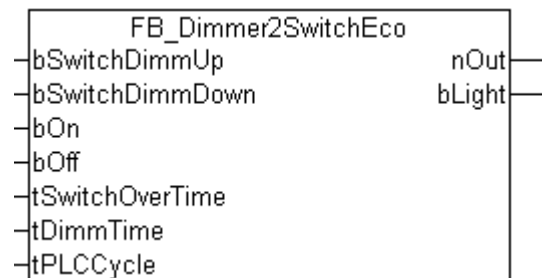 FB_Dimmer2SwitchEco
bSwitchDimmUp nOut
bSwitchDimmDown bLight
bOn
bOff
tSwitchOverTime
tDimmTime
tPLCCycle